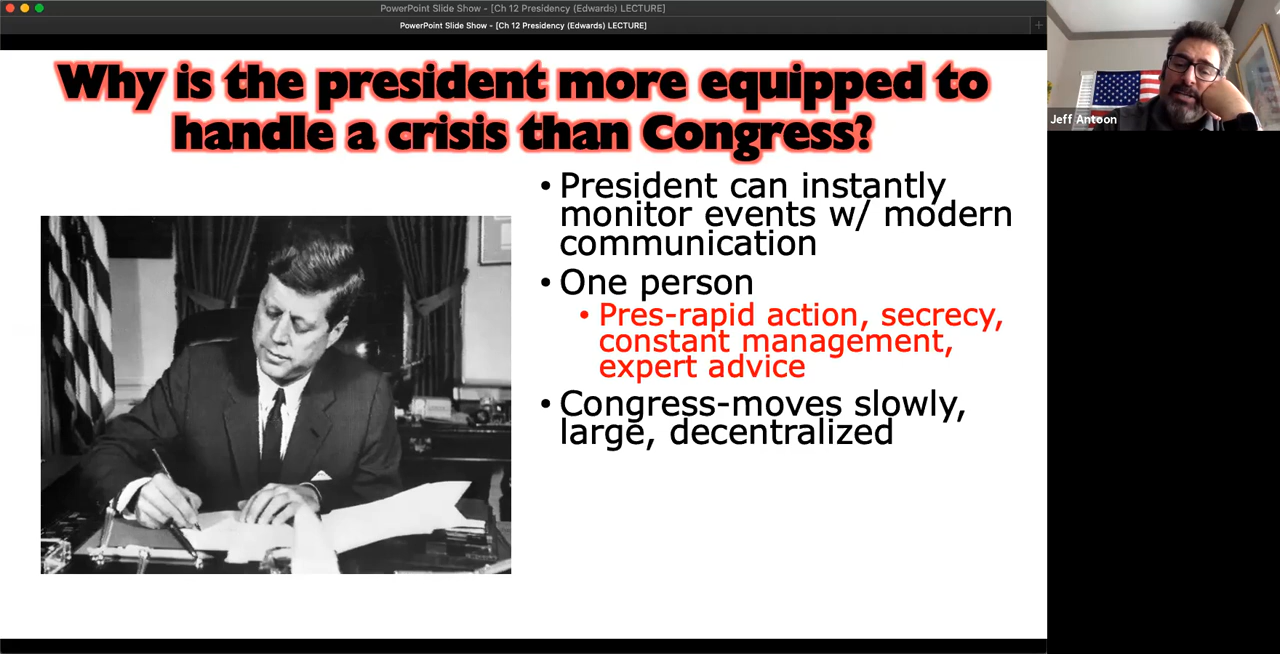 PowerPoint Slide Show - [Ch 12 Presidency (Edwards) LECTURE]
PowerPoint Slide Show - [Ch 12 Presidency (Edwards) LECTURE]
Why is the president more equipped to
handle a crisis than Congress?
• President can instantly
monitor events w/ modern
communication
• One person
• Pres-rapid action, secrecy,
constant management,
expert advice
• Congress-moves slowly,
large, decentralized
Jeff Antoon